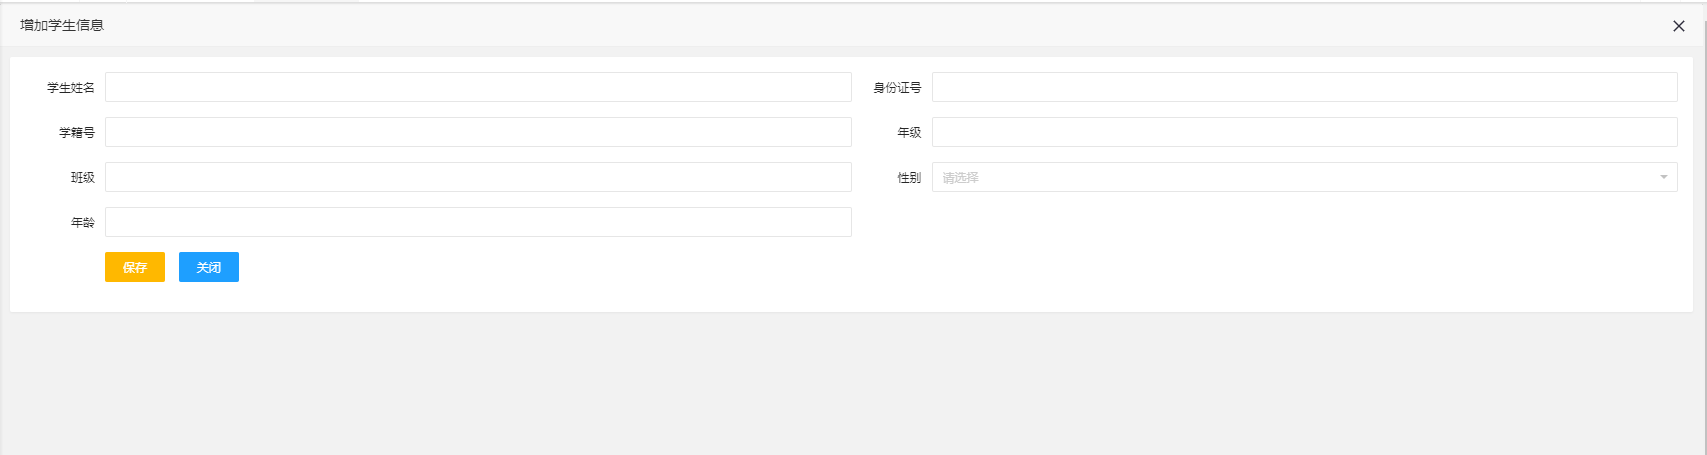 增加学生信息
学生姓名
身份证号
学籍号
年级
班级
性别 请选择
年龄
保存 关闭